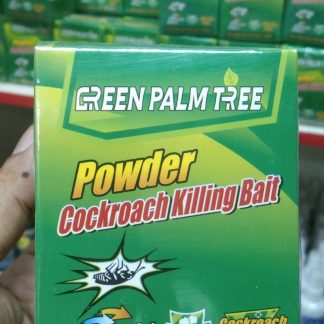 GREEN PALM TREE
Powder
Cockroach Killing Bait
Cockroach